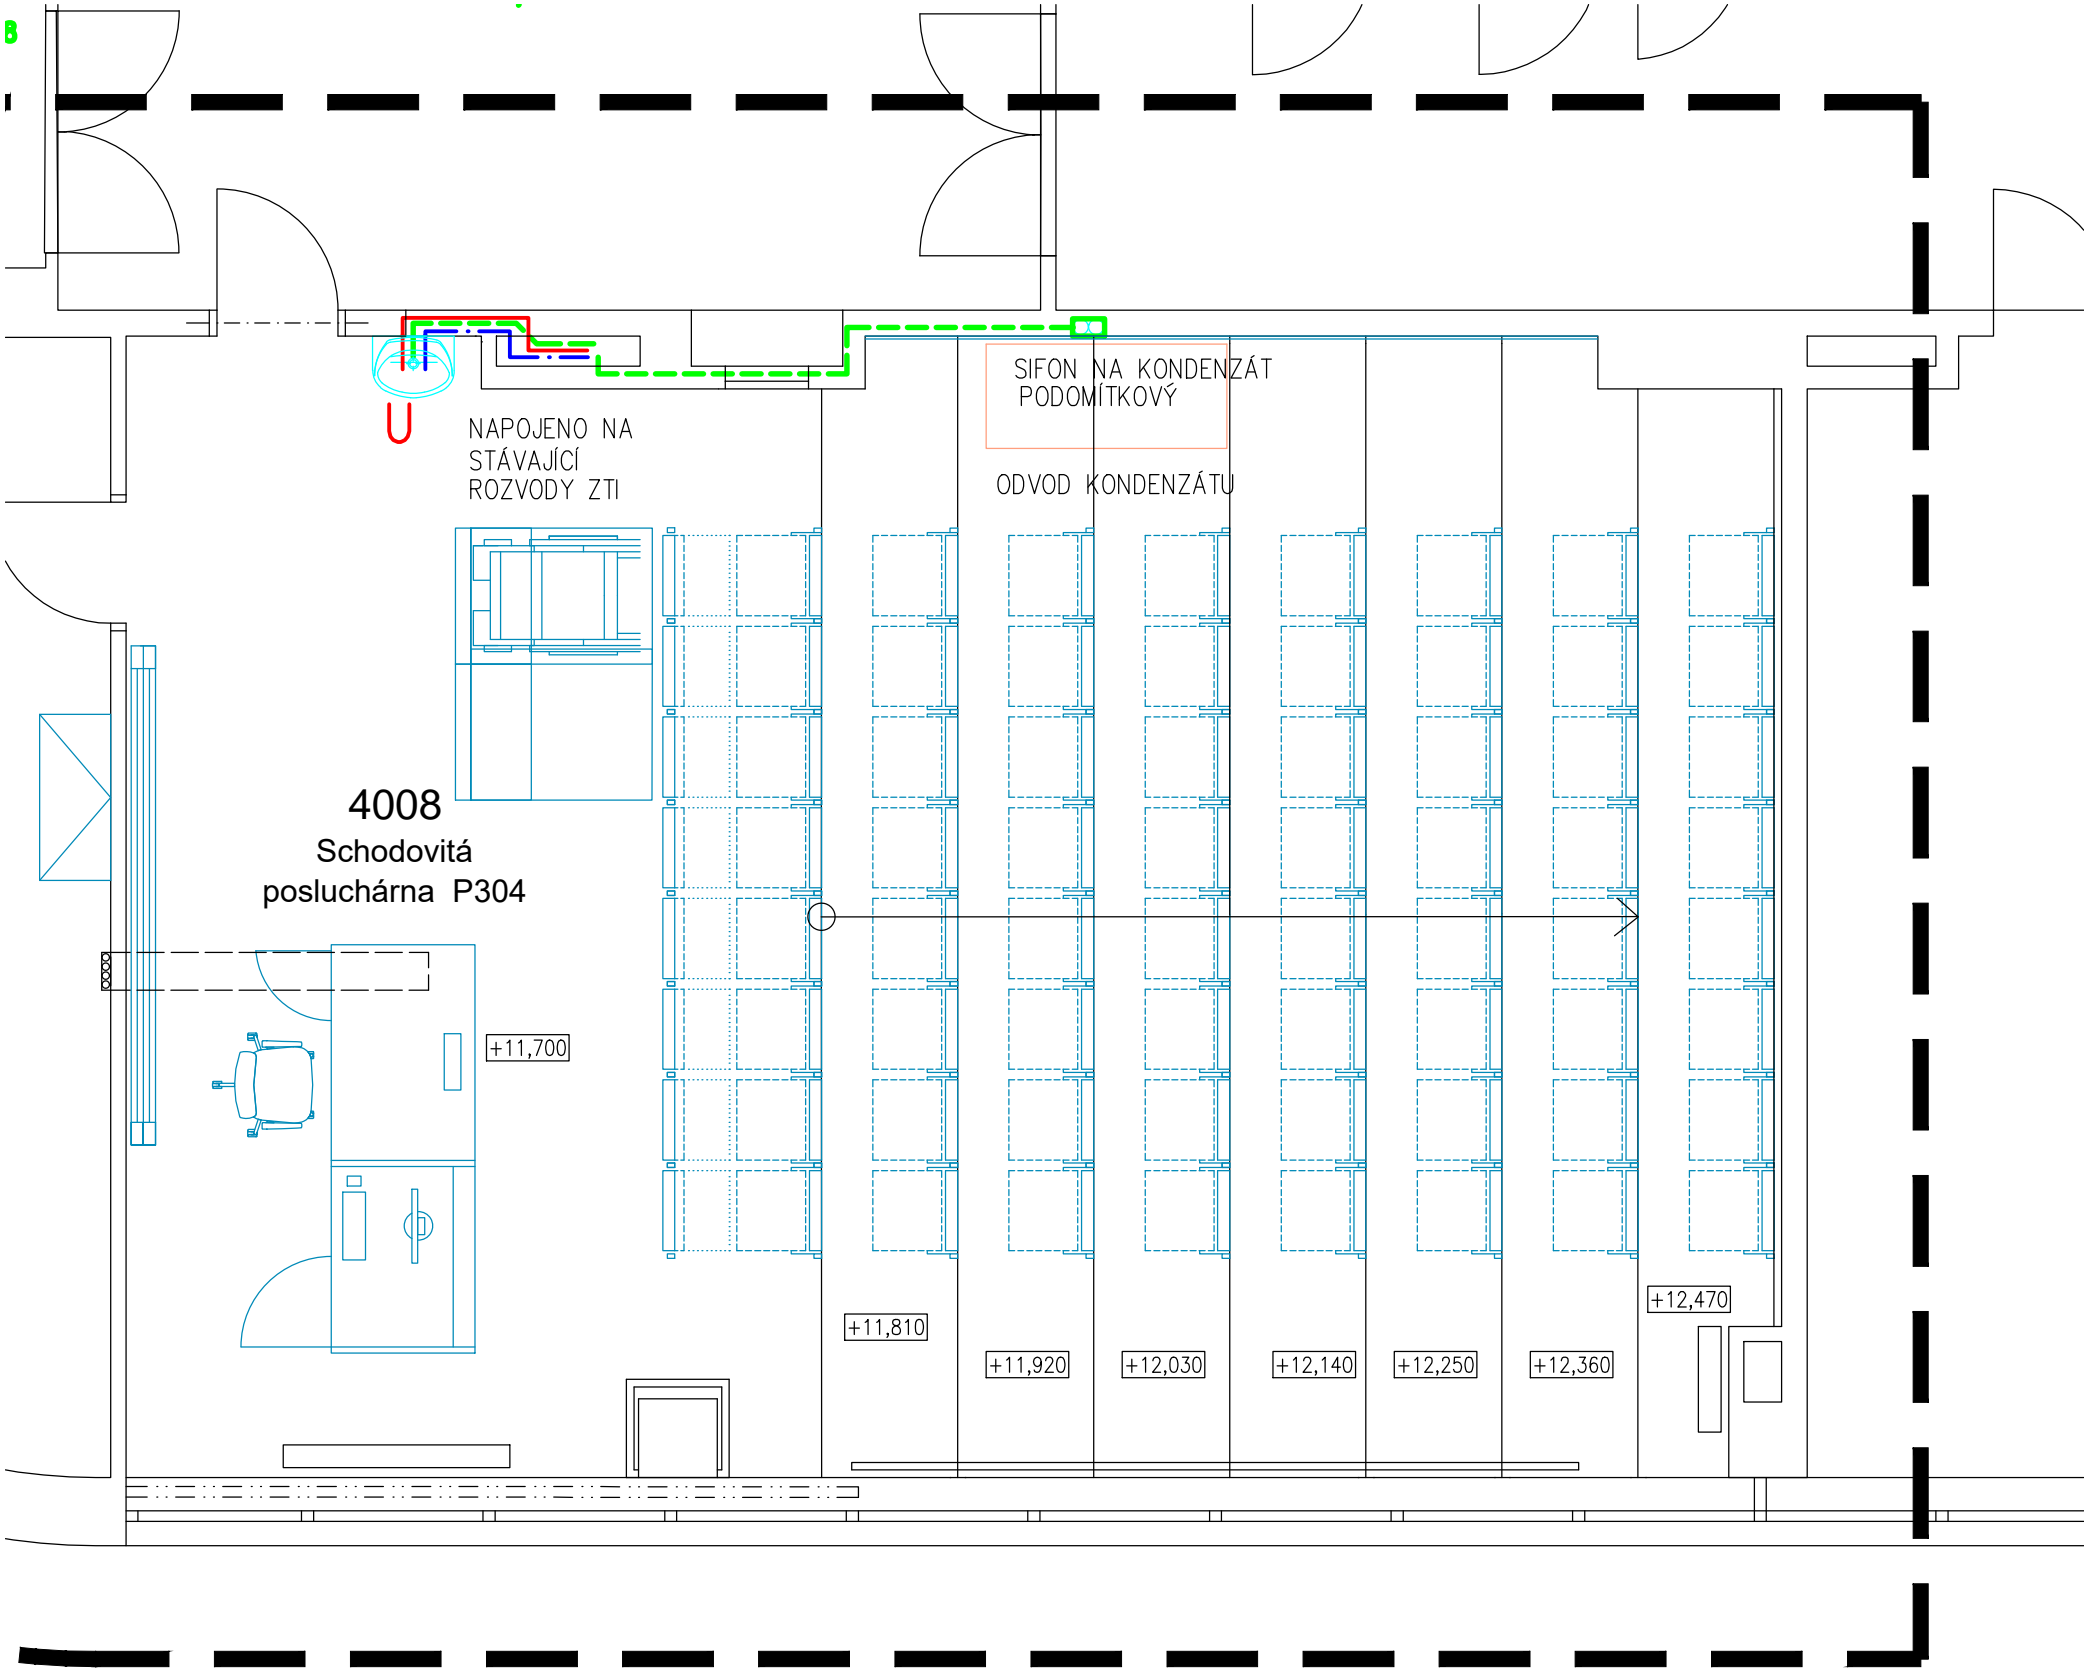 B
SIFON NA KONDENZÁT
PODOMÍTKOVÝ
NAPOJENO NA
STÁVAJÍCÍ
ROZVODY ZTI
ODVOD KONDENZÁTU
4008
Schodovitá
posluchárna P304
+11,700
+11,810
+11,920
+12,030
+12,140
+12,250
+12,360
+12,470